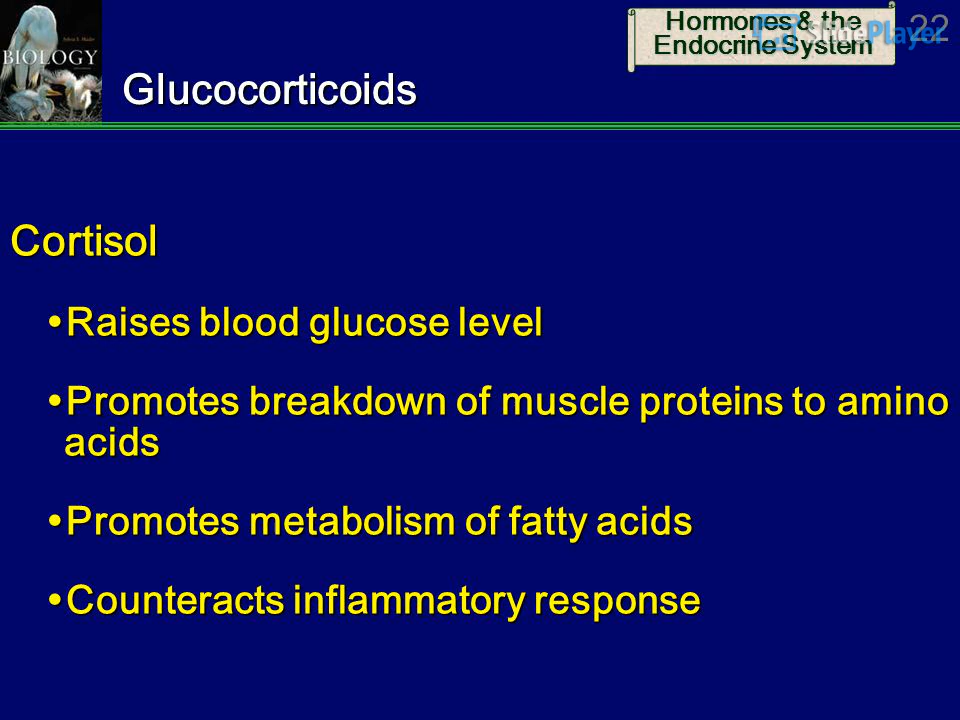 Hormones & the
Endocrine System
SlidePlayer
22
BIOLOGY
Glucocorticoids
Cortisol
•Raises blood glucose level
•Promotes breakdown of muscle proteins to amino
acids
•Promotes metabolism of fatty acids
•Counteracts inflammatory response